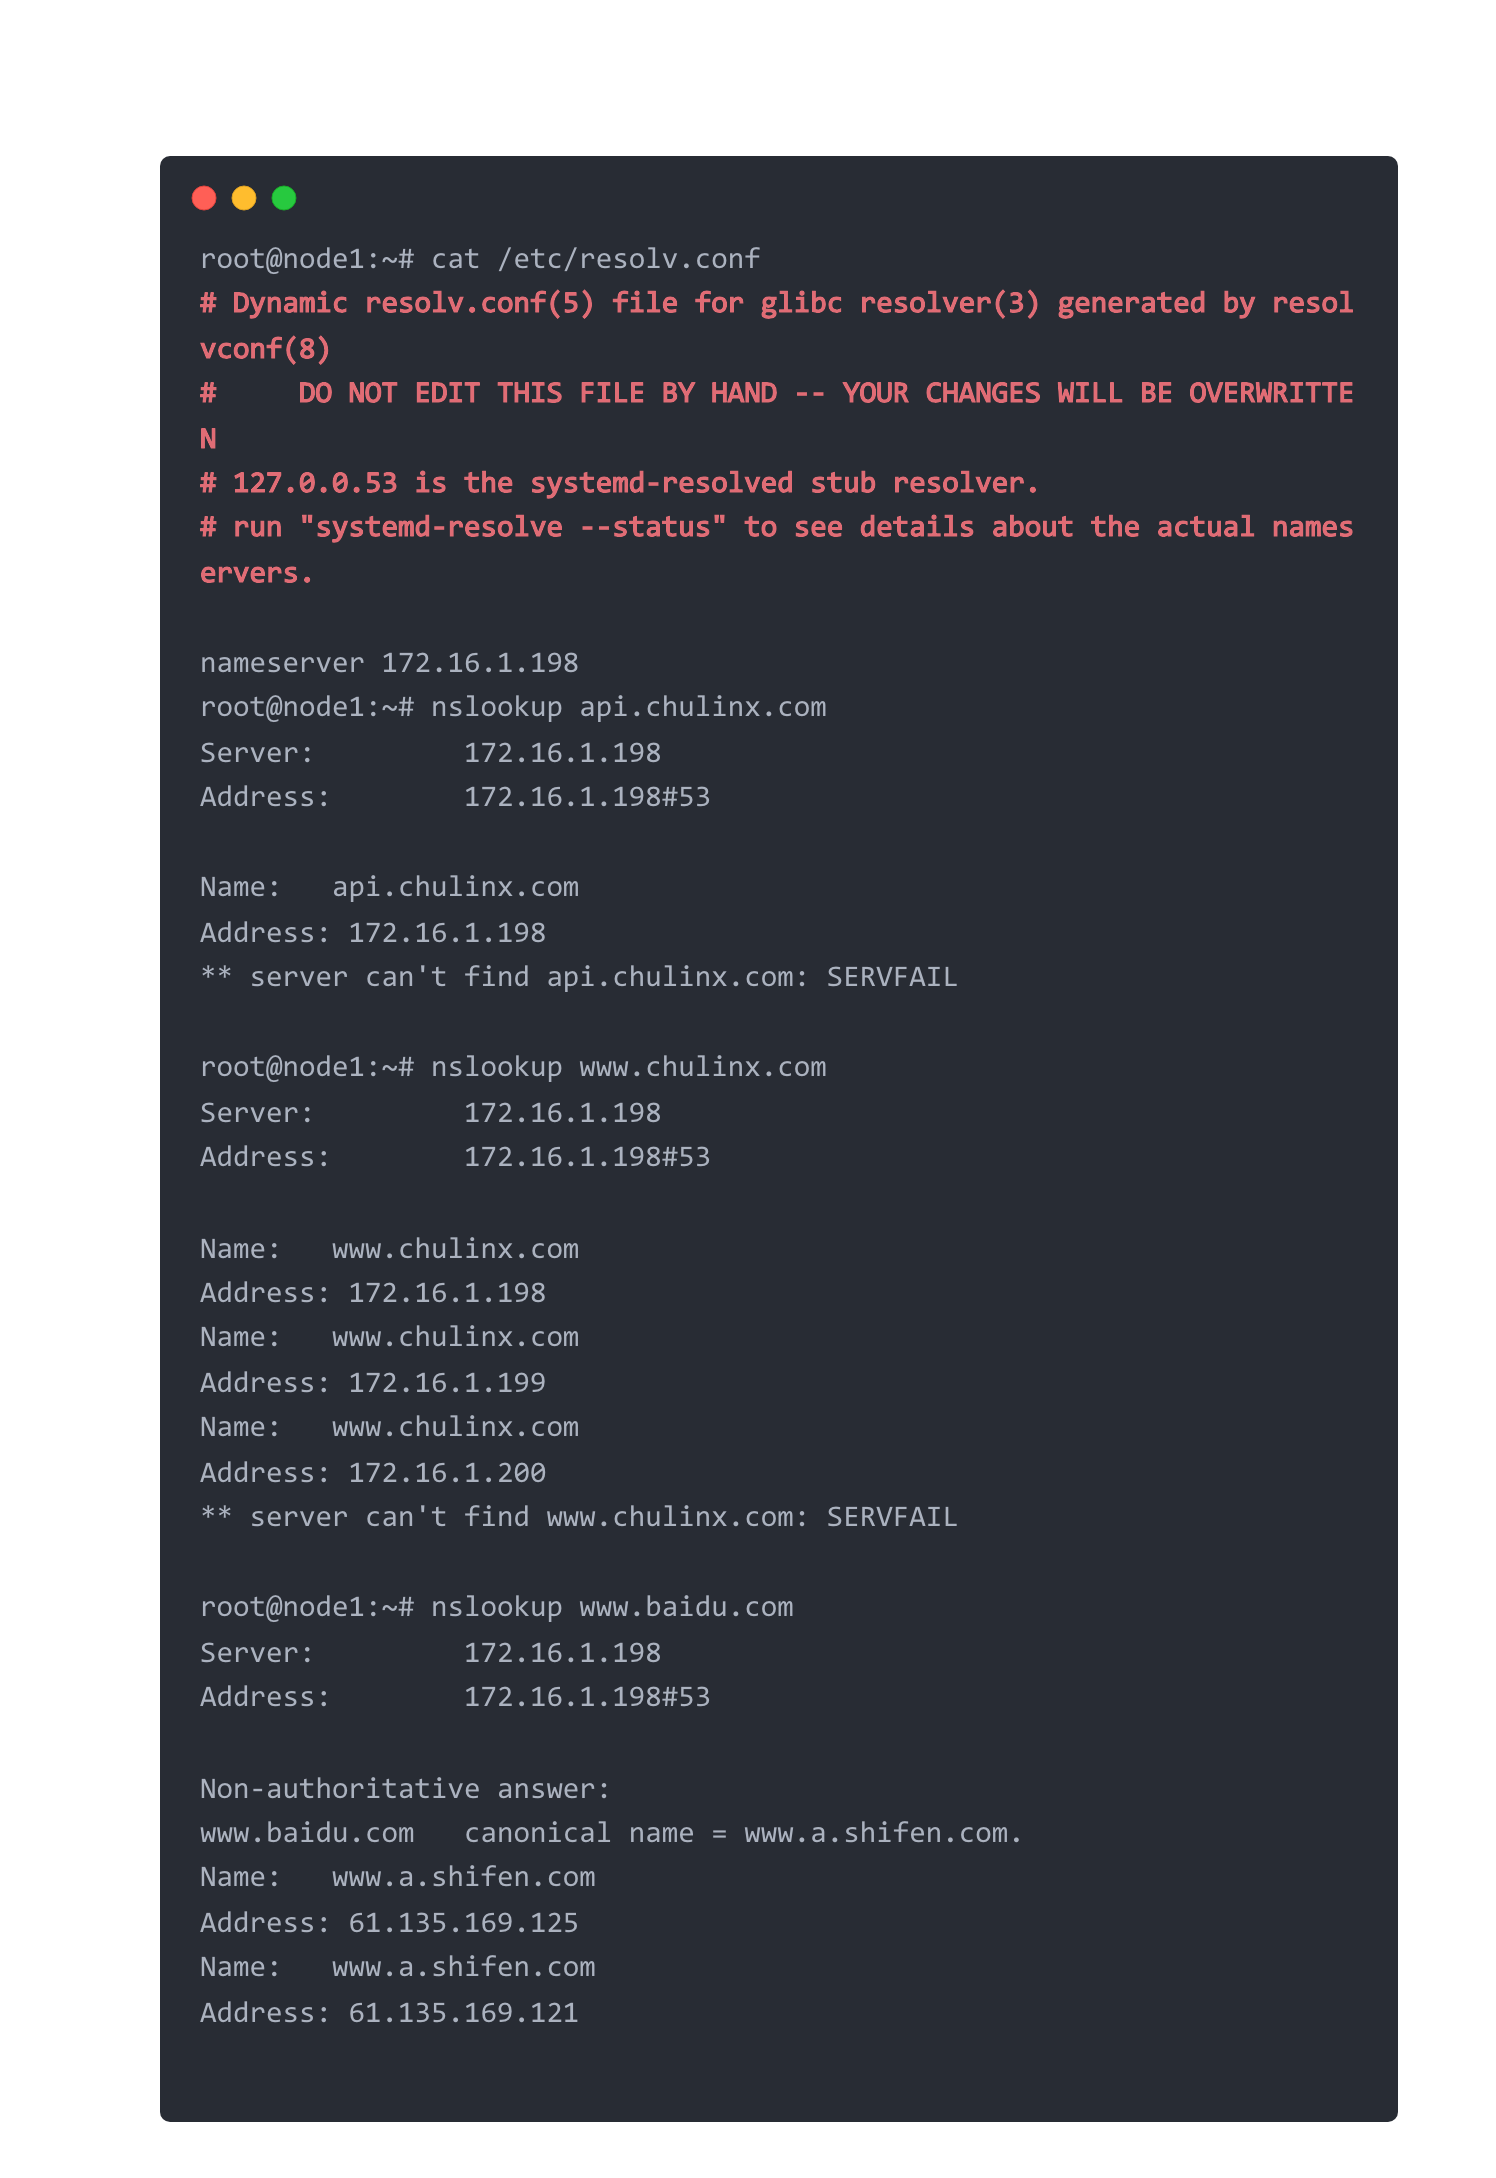 root@node1:~# cat /etc/resolv.conf
# Dynamic resolv.conf(5) file for glibc resolver(3) generated by resol
vconf(8)
#     DO NOT EDIT THIS FILE BY HAND -- YOUR CHANGES WILL BE OVERWRITTE
N
# 127.0.0.53 is the systemd-resolved stub resolver.
# run "systemd-resolve --status" to see details about the actual names
ervers.

nameserver 172.16.1.198
root@node1:~# nslookup api.chulinx.com
Server:         172.16.1.198
Address:        172.16.1.198#53

Name:   api.chulinx.com
Address: 172.16.1.198
** server can't find api.chulinx.com: SERVFAIL

root@node1:~# nslookup www.chulinx.com
Server:         172.16.1.198
Address:        172.16.1.198#53

Name:   www.chulinx.com
Address: 172.16.1.198
Name:   www.chulinx.com
Address: 172.16.1.199
Name:   www.chulinx.com
Address: 172.16.1.200
** server can't find www.chulinx.com: SERVFAIL

root@node1:~# nslookup www.baidu.com
Server:         172.16.1.198
Address:        172.16.1.198#53

Non-authoritative answer:
www.baidu.com   canonical name = www.a.shifen.com.
Name:   www.a.shifen.com
Address: 61.135.169.125
Name:   www.a.shifen.com
Address: 61.135.169.121